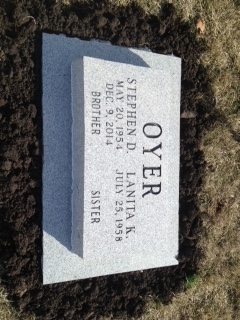 OYER
STEPHEN D. LANITA K.
MAY 20, 1954 JULY 25, 1958
DEC. 9, 2014
BROTHER SISTER